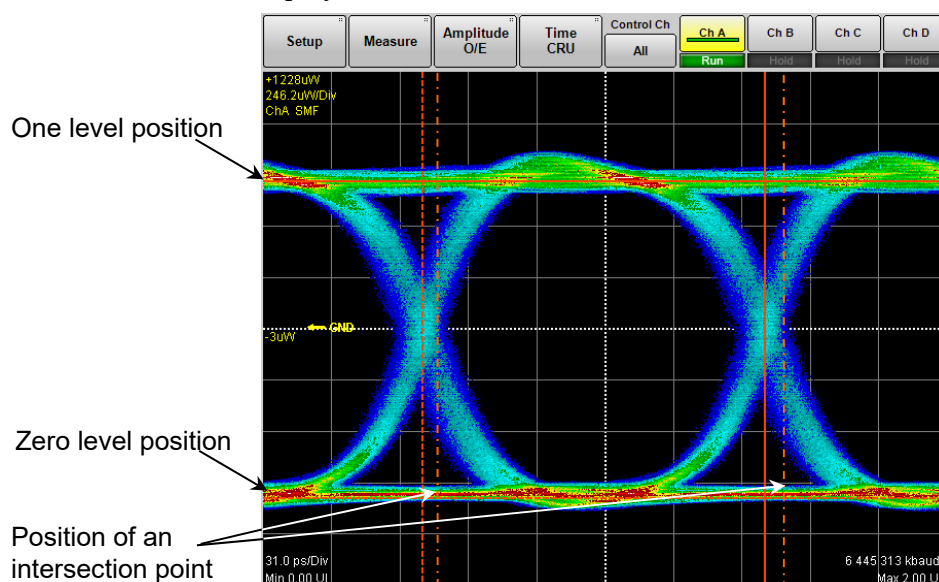 Setup
Measure
Amplitude
O/E
Time
CRU
Control Ch
All
Ch A
Run
Ch B
Hold
Ch C
Hold
Ch D
Hold
+1228uW
246.2uW/Div
ChA SMF
One level position
GND
-3uW
Zero level position
Position of an
intersection point
31.0 ps/Div
6 445 313 kbaud
Min 0.00 UI
Max 2.00 U